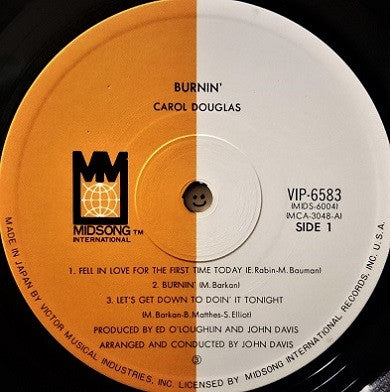 BURNIN'
CAROL DOUGLAS
MM
MIDSONG TM
INTERNATIONAL
VIP-6583
(MIDS-6004)
(MCA-3048-A)
SIDE 1
1. FELL IN LOVE FOR THE FIRST TIME TODAY (E.Rabin-M.Bauman)
2. BURNIN' (M.Barkan)
3. LET'S GET DOWN TO DOIN' IT TONIGHT
(M.Barkan-B.Matthes-S.Elliot)
PRODUCED BY ED O'LOUGHLIN AND JOHN DAVIS
ARRANGED AND CONDUCTED BY JOHN DAVIS
③
MADE IN JAPAN BY VICTOR MUSICAL INDUSTRIES, INC. LICENSED BY MIDSONG INTERNATIONAL RECORDS, INC. U.S.A.